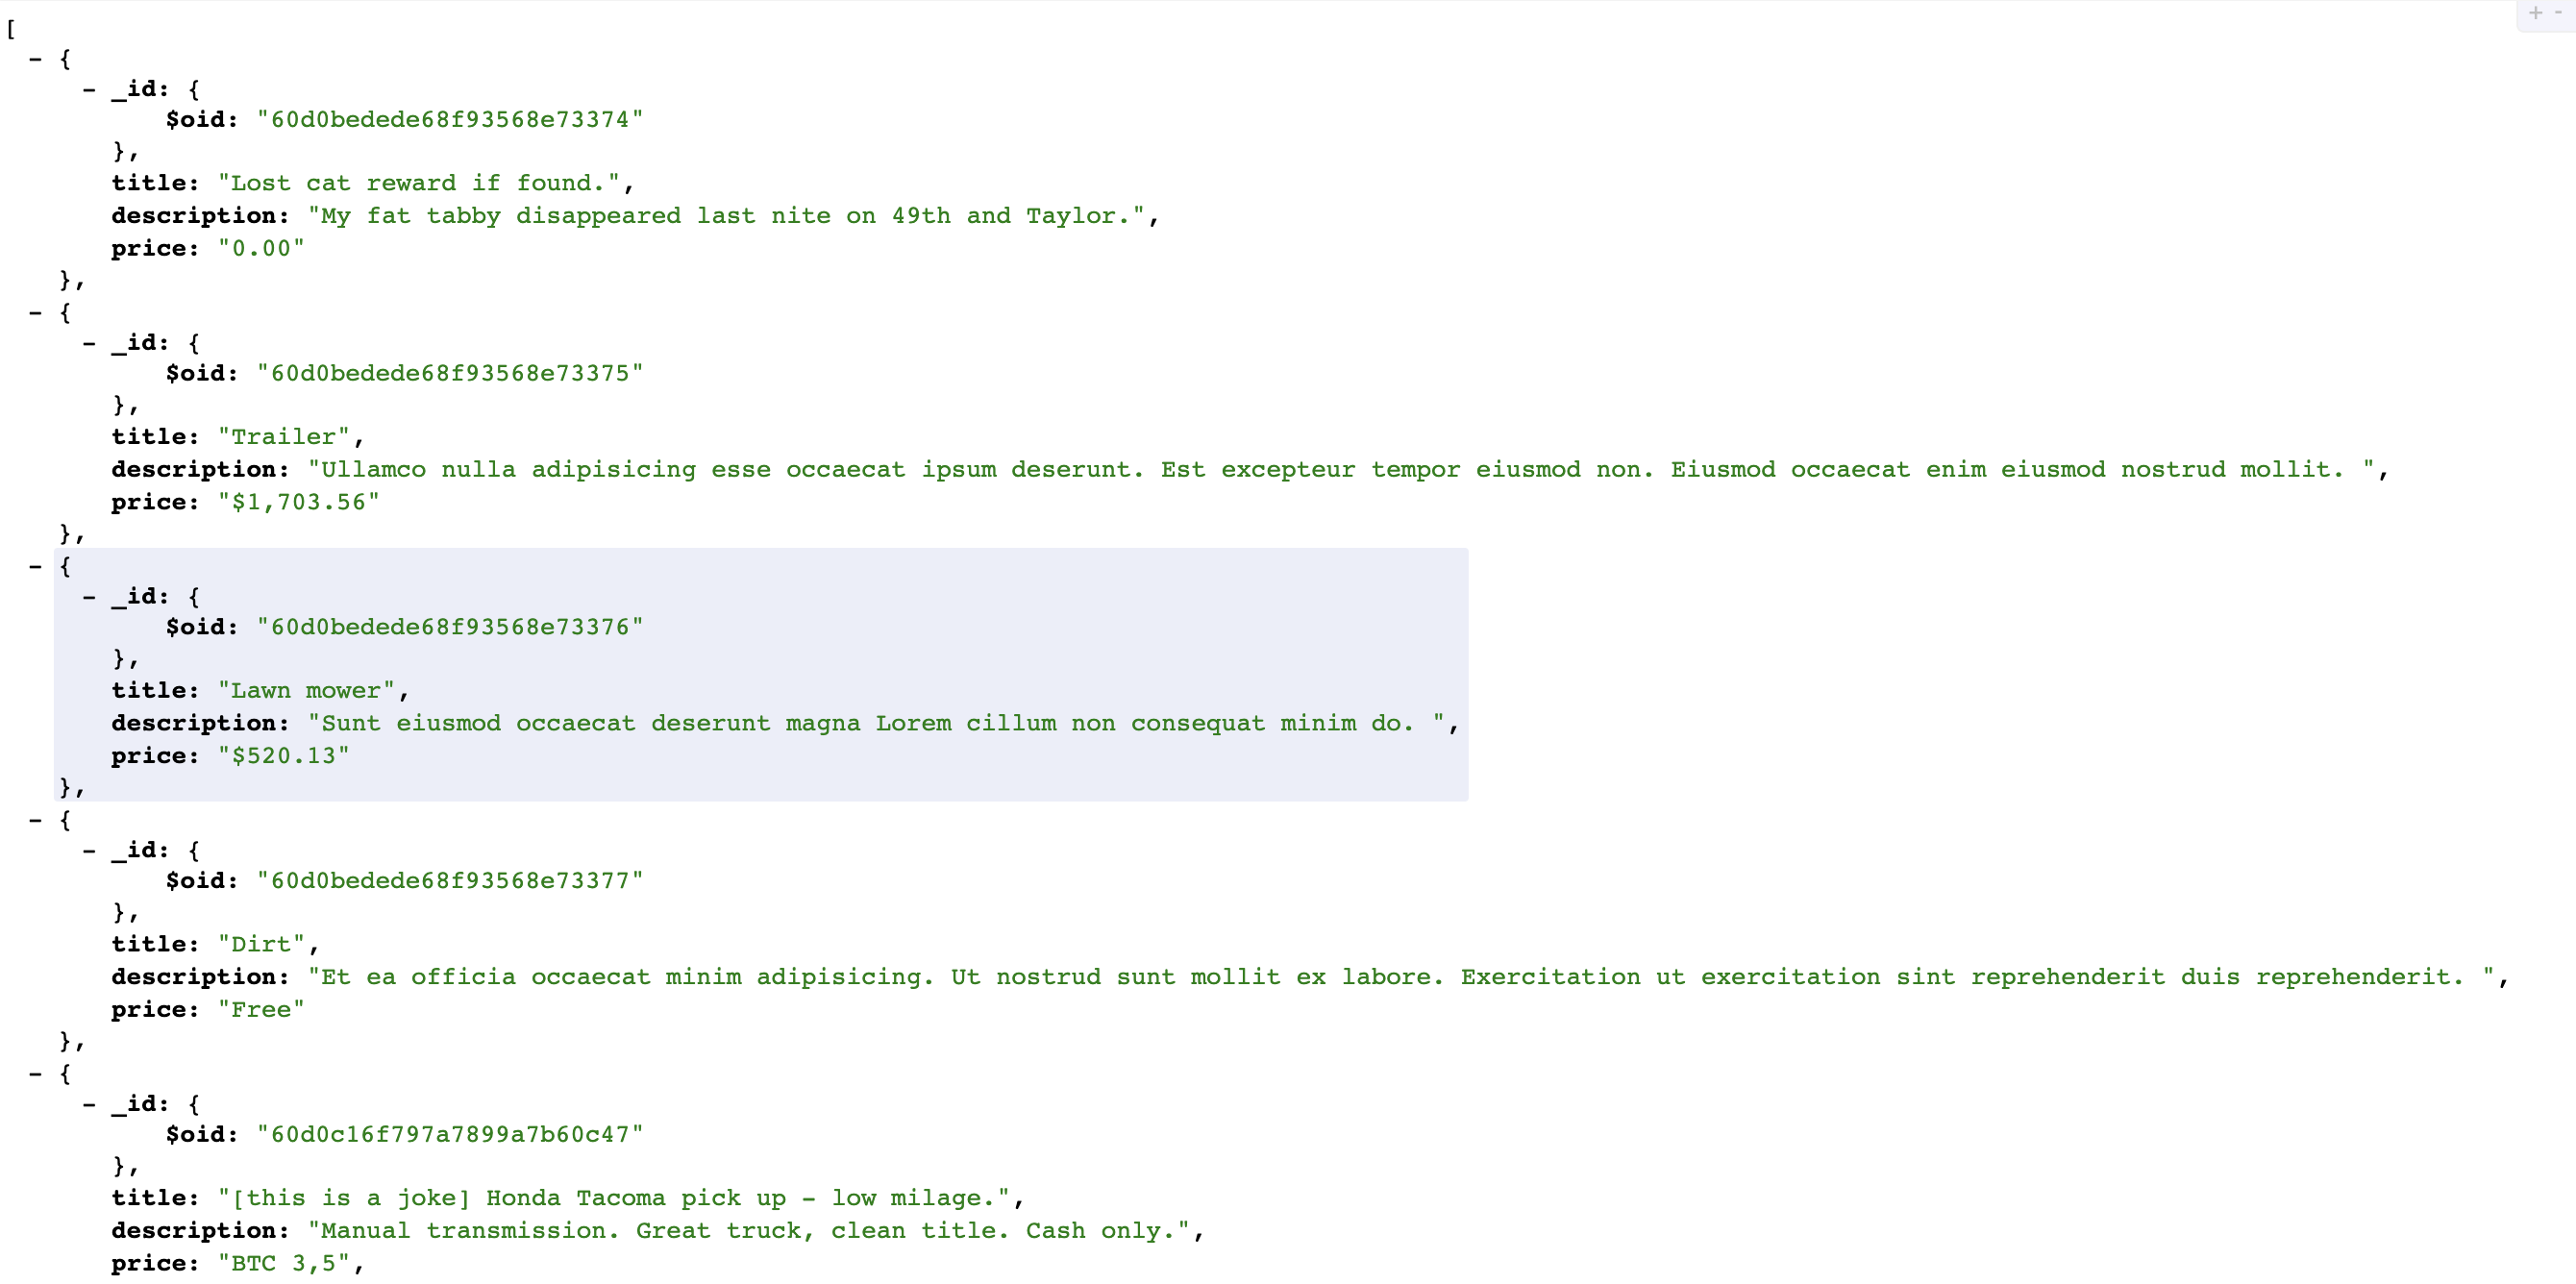 + -
[
- {
- _id: {
$oid: "60d0bedede68f93568e73374"
},
title: "Lost cat reward if found.",
description: "My fat tabby disappeared last nite on 49th and Taylor.",
price: "0.00"
},
- {
- _id: {
$oid: "60d0bedede68f93568e73375"
},
title: "Trailer",
description: "Ullamco nulla adipisicing esse occaecat ipsum deserunt. Est excepteur tempor eiusmod non. Eiusmod occaecat enim eiusmod nostrud mollit. ",
price: "$1,703.56"
},
- {
- _id: {
$oid: "60d0bedede68f93568e73376"
},
title: "Lawn mower",
description: "Sunt eiusmod occaecat deserunt magna Lorem cillum non consequat minim do. ",
price: "$520.13"
},
- {
- _id: {
$oid: "60d0bedede68f93568e73377"
},
title: "Dirt",
description: "Et ea officia occaecat minim adipisicing. Ut nostrud sunt mollit ex labore. Exercitation ut exercitation sint reprehenderit duis reprehenderit. ",
price: "Free"
},
- {
- _id: {
$oid: "60d0c16f797a7899a7b60c47"
},
title: "[this is a joke] Honda Tacoma pick up - low milage.",
description: "Manual transmission. Great truck, clean title. Cash only.",
price: "BTC 3,5",